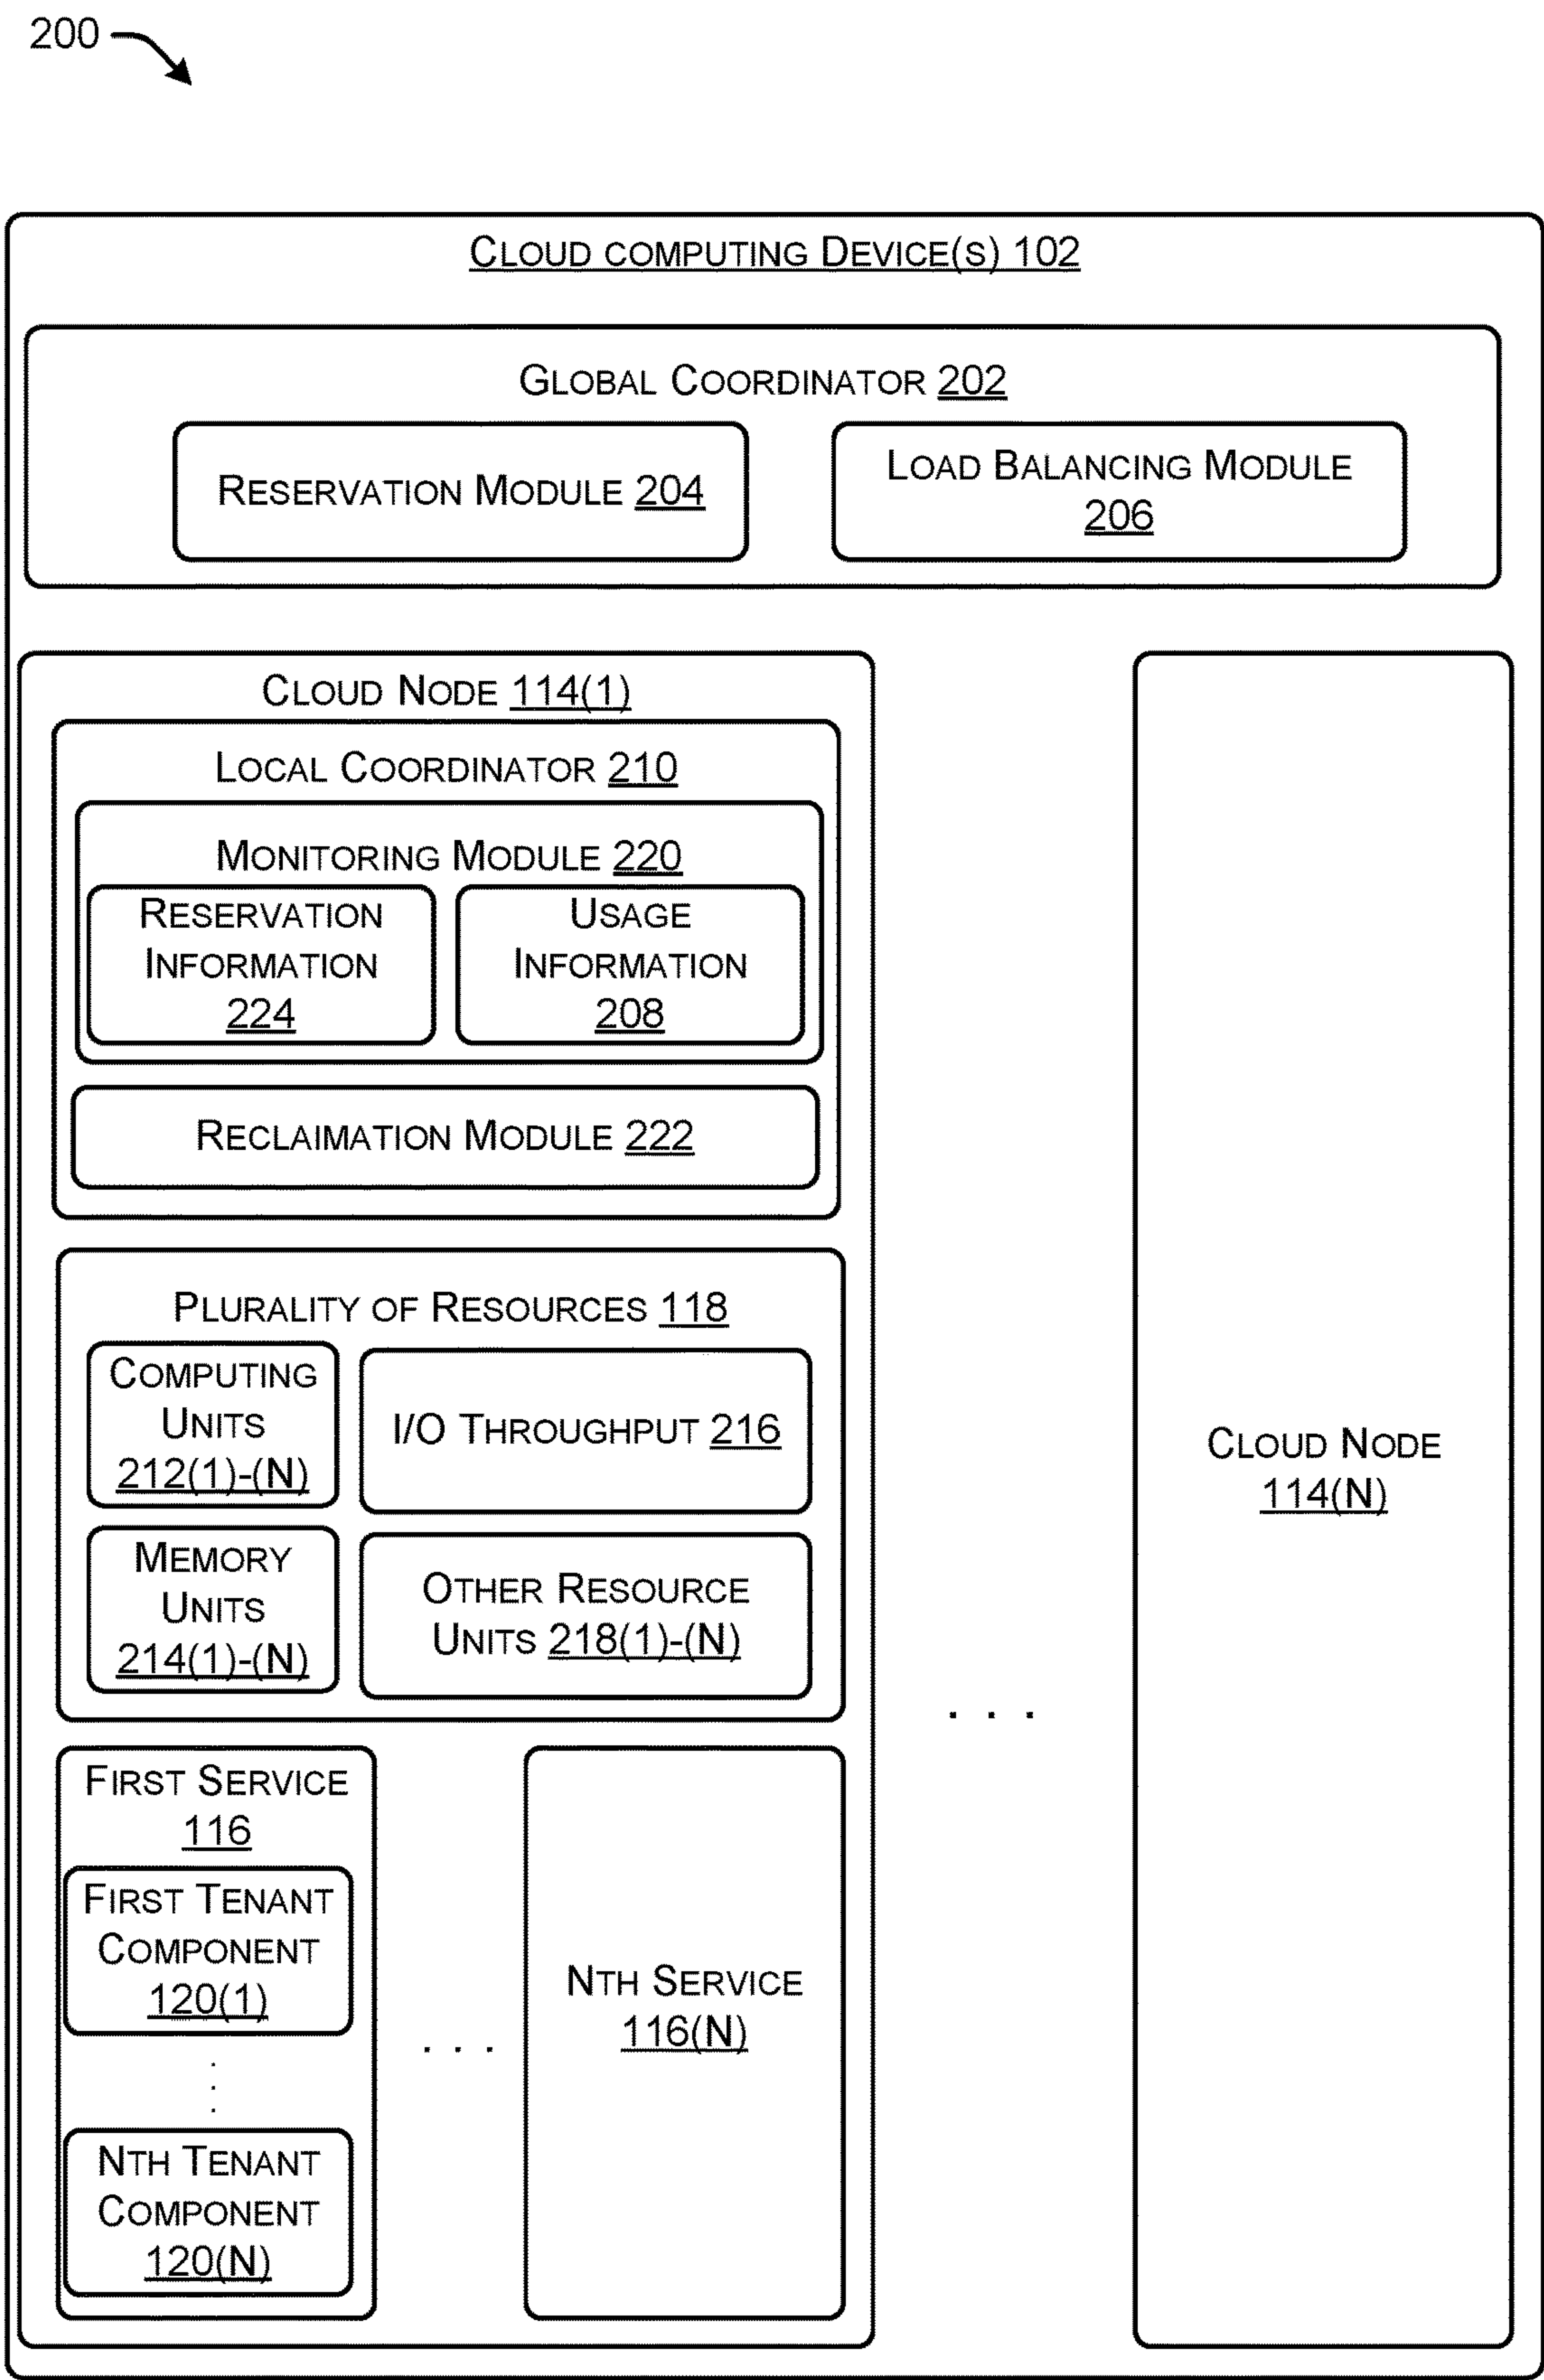 200
CLOUD COMPUTING DEVICE(S) 102
GLOBAL COORDINATOR 202
RESERVATION MODULE 204
LOAD BALANCING MODULE
206
CLOUD NODE 114(1)
LOCAL COORDINATOR 210
MONITORING MODULE 220
RESERVATION
INFORMATION
224
USAGE
INFORMATION
208
RECLAIMATION MODULE 222
PLURALITY OF RESOURCES 118
COMPUTING
UNITS
212(1)-(N)
I/O THROUGHPUT 216
MEMORY
UNITS
214(1)-(N)
OTHER RESOURCE
UNITS 218(1)-(N)
FIRST SERVICE
116
FIRST TENANT
COMPONENT
120(1)
.
.
.
NTH TENANT
COMPONENT
120(N)
. . .
NTH SERVICE
116(N)
. . .
CLOUD NODE
114(N)